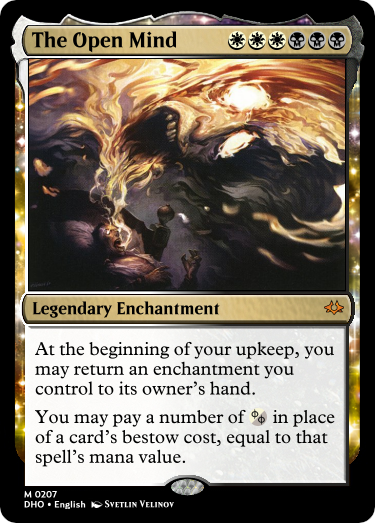 The Open Mind
Legendary Enchantment
At the beginning of your upkeep, you
may return an enchantment you
control to its owner's hand.
You may pay a number of in place
of a card's bestow cost, equal to that
spell's mana value.
M 0207
DHO • English Svetlin Velinov